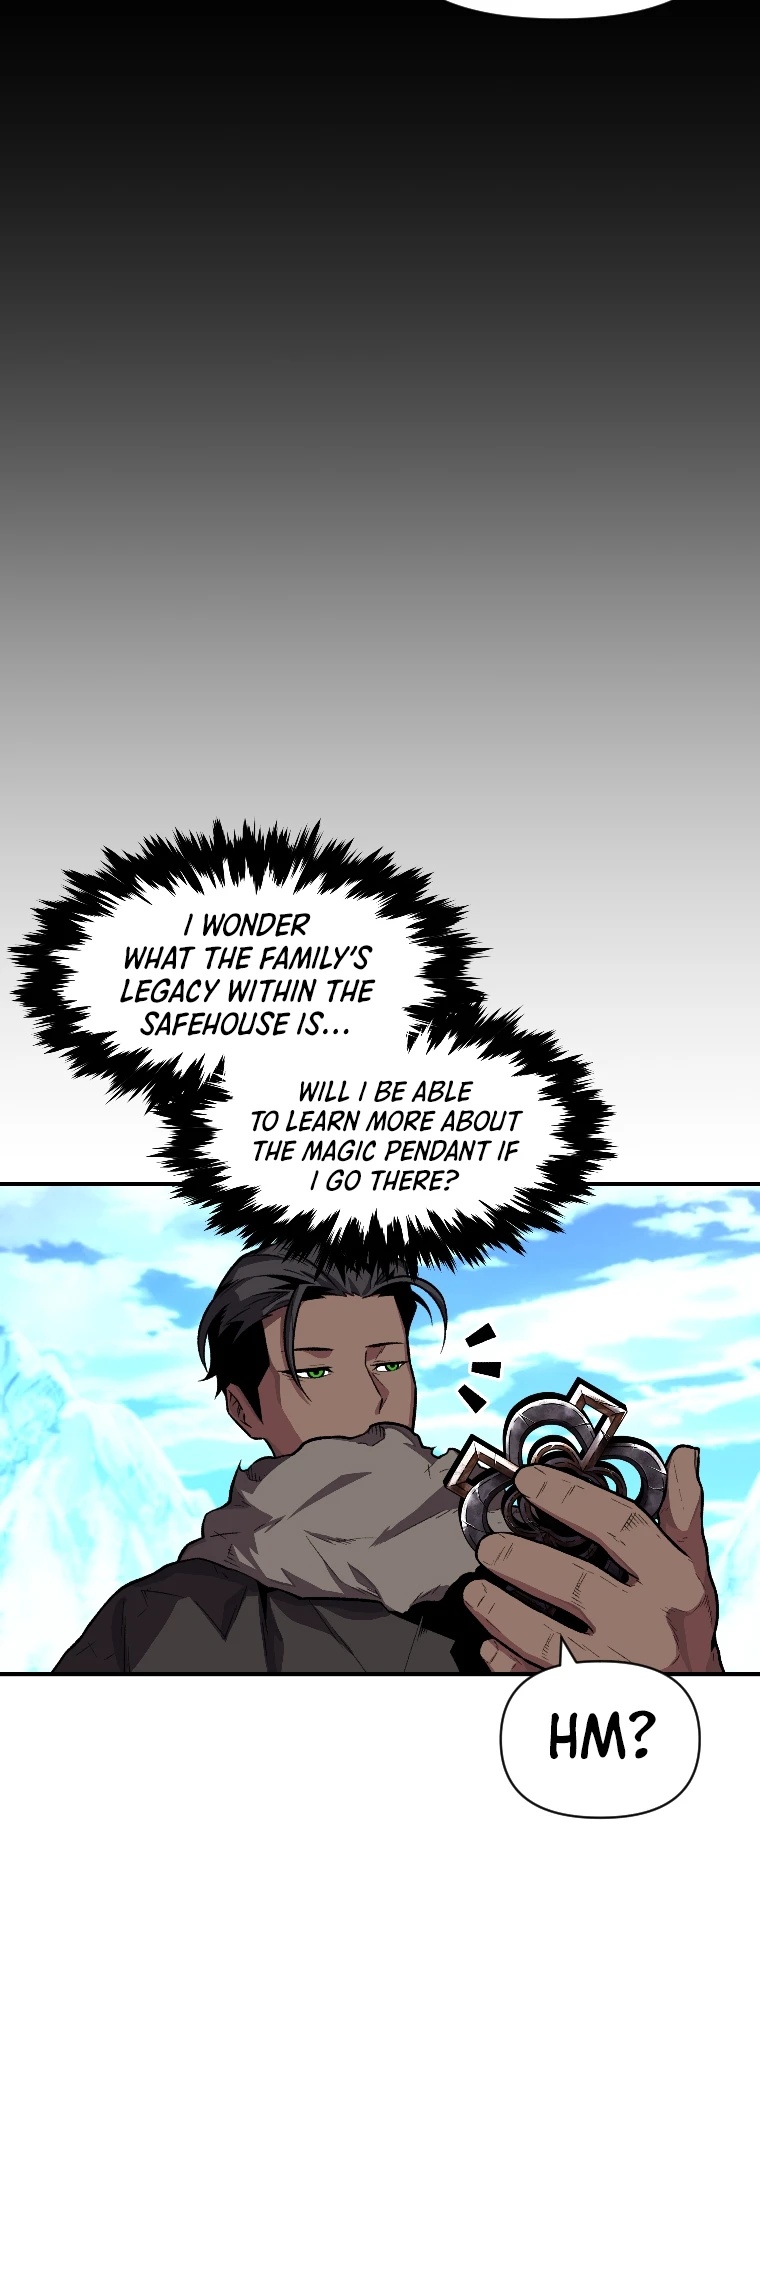 I WONDER
WHAT THE FAMILY'S
LEGACY WITHIN THE
SAFEHOUSE IS...
WILL I BE ABLE
TO LEARN MORE ABOUT
THE MAGIC PENDANT IF
I GO THERE?
HM?